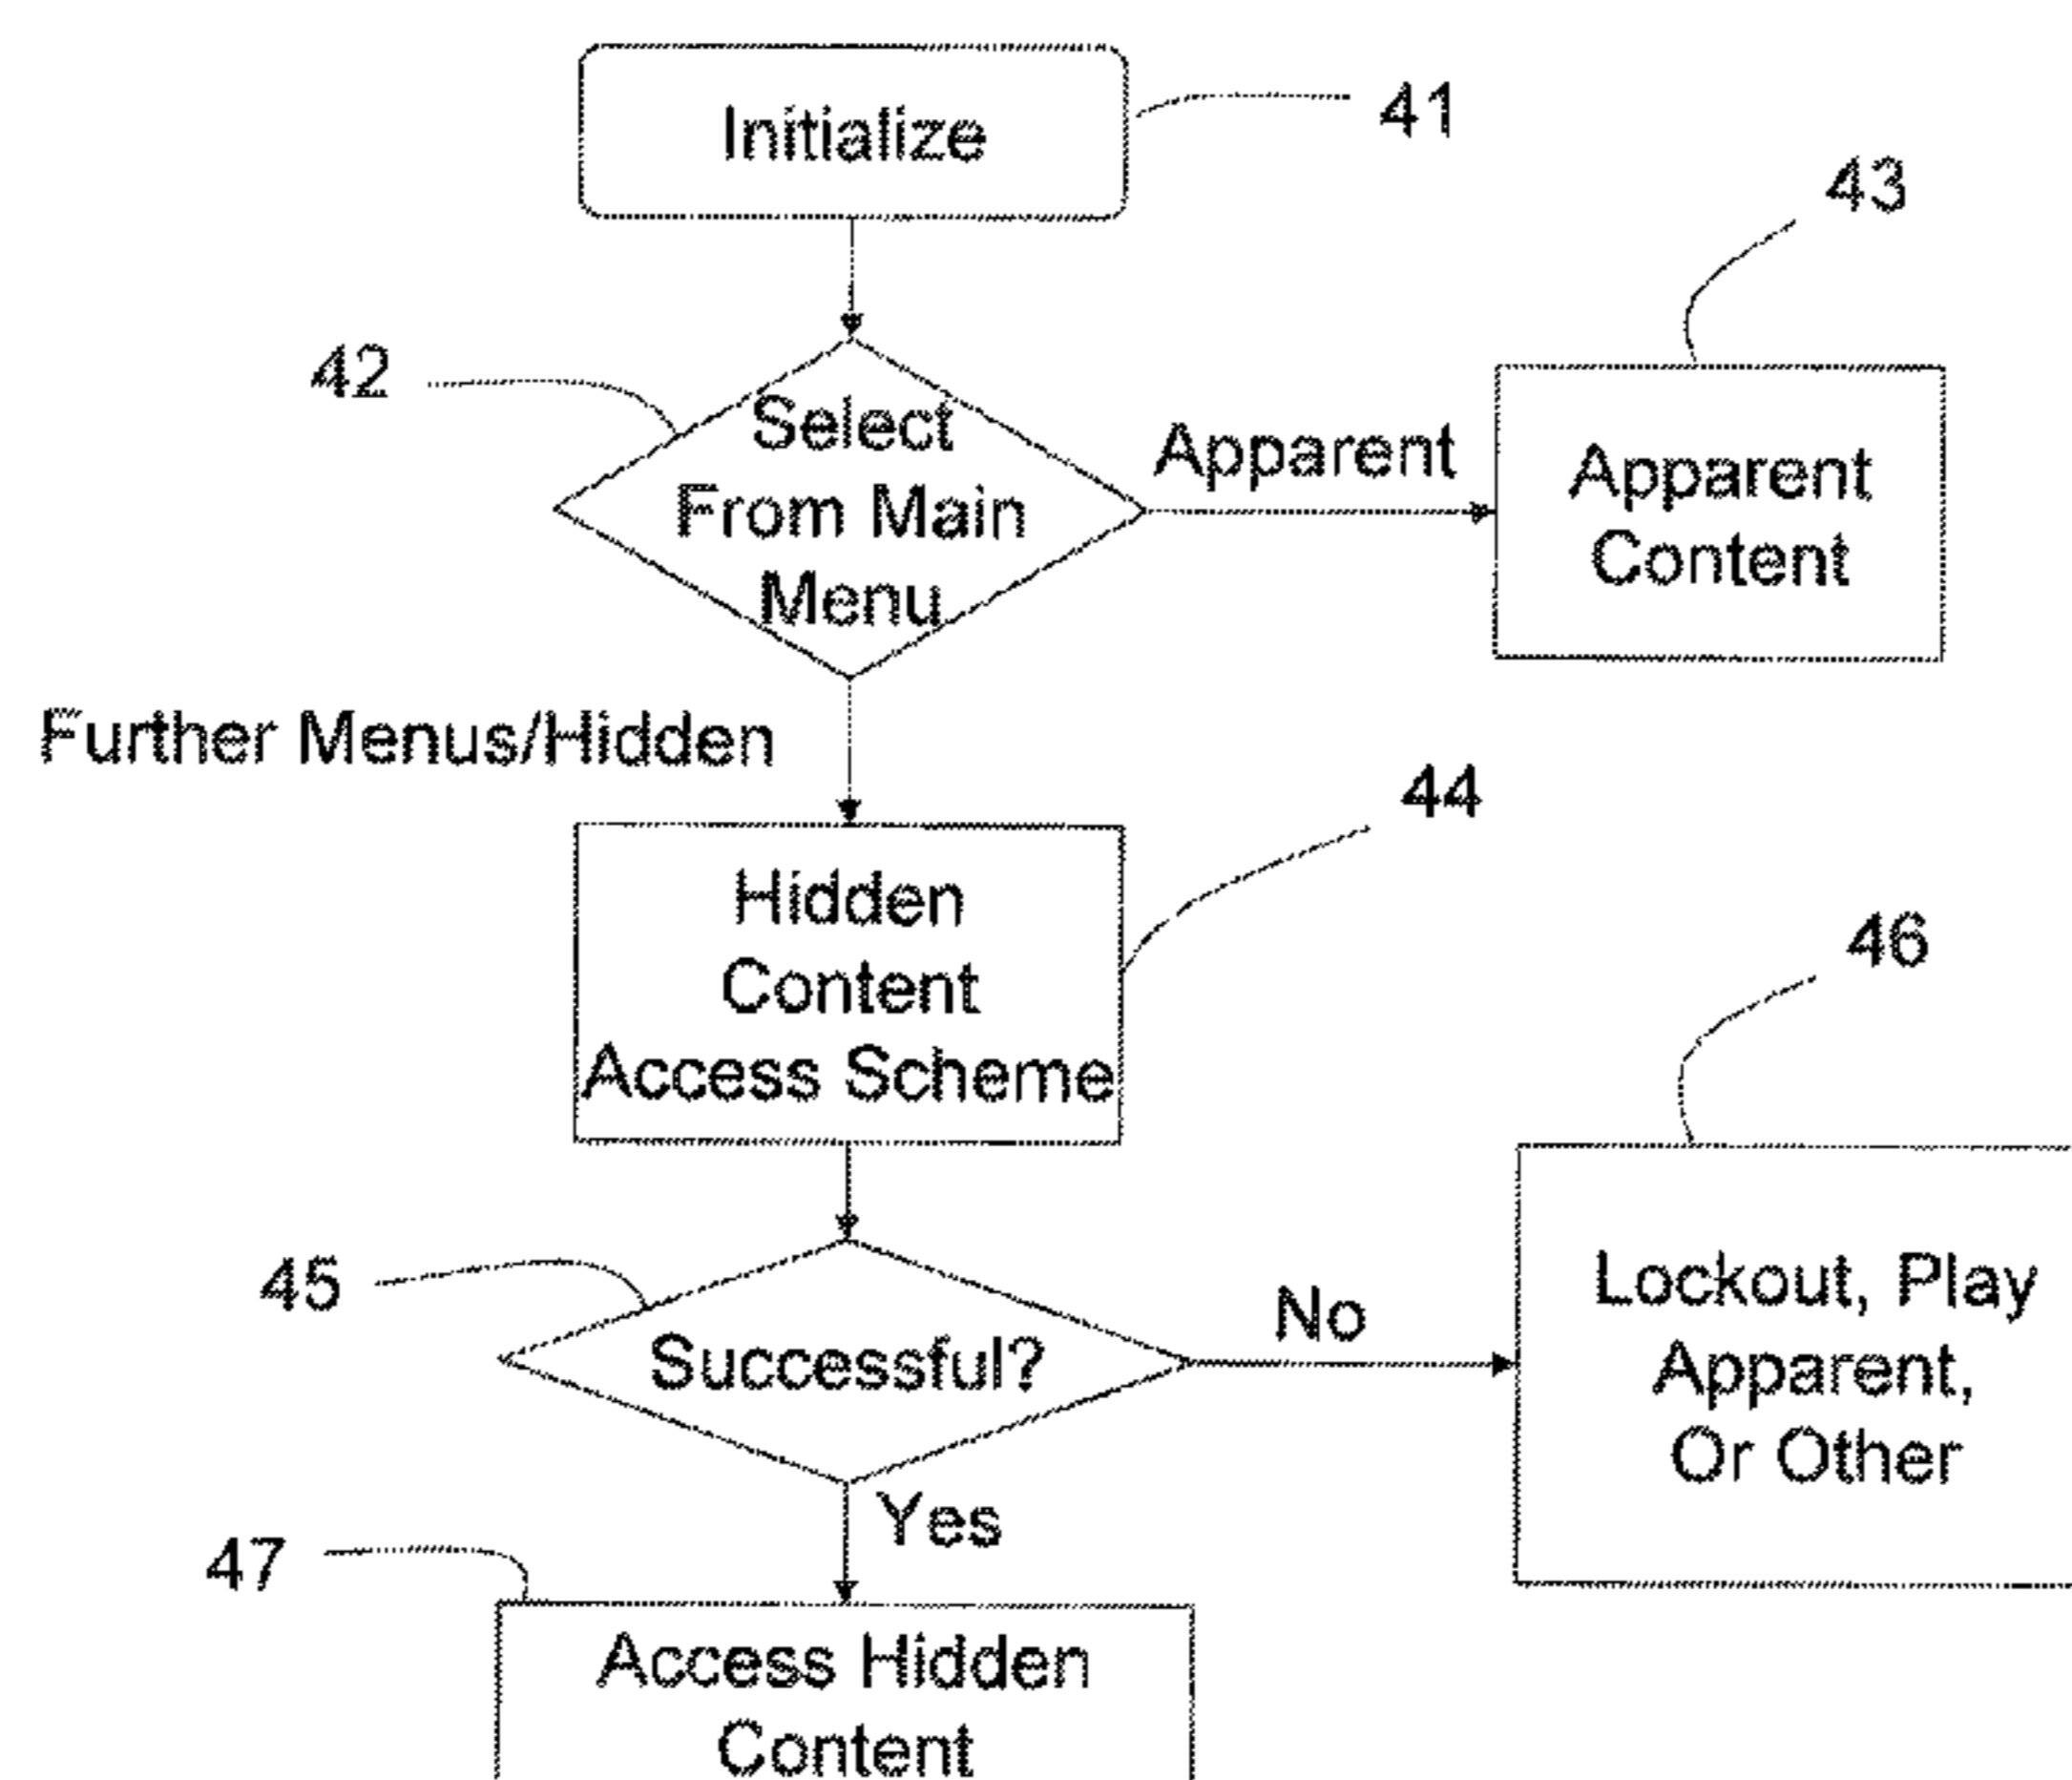 Initialize
41
43
42
Select
From Main
Menu
Apparent
Apparent
Content
Further Menus/Hidden
44
Hidden
Content
Access Scheme
46
45
Successful?
No
Lockout, Play
Apparent,
Or Other
Yes
47
Access Hidden
Content